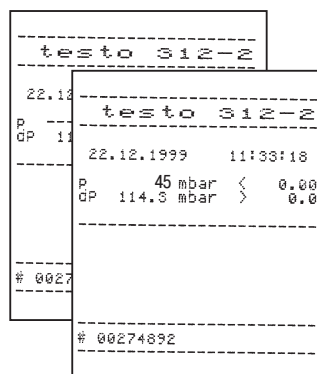 testo 312-2
22.12
p
dP 11
# 0027
testo 312-2
22.12.1999 11:33:18
p 45 mbar < 0.00
dP 114.3 mbar > 0.0
# 00274892